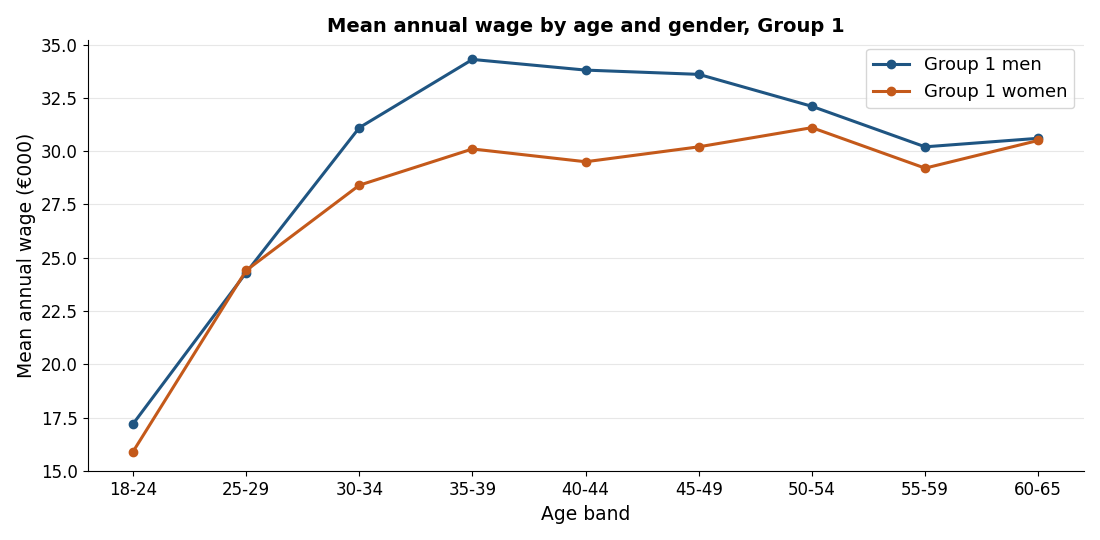 Mean annual wage by age and gender, Group 1
Group 1 men
Group 1 women
Mean annual wage (€000)
35.0
32.5
30.0
27.5
25.0
22.5
20.0
17.5
15.0
18-24 25-29 30-34 35-39 40-44 45-49 50-54 55-59 60-65
Age band